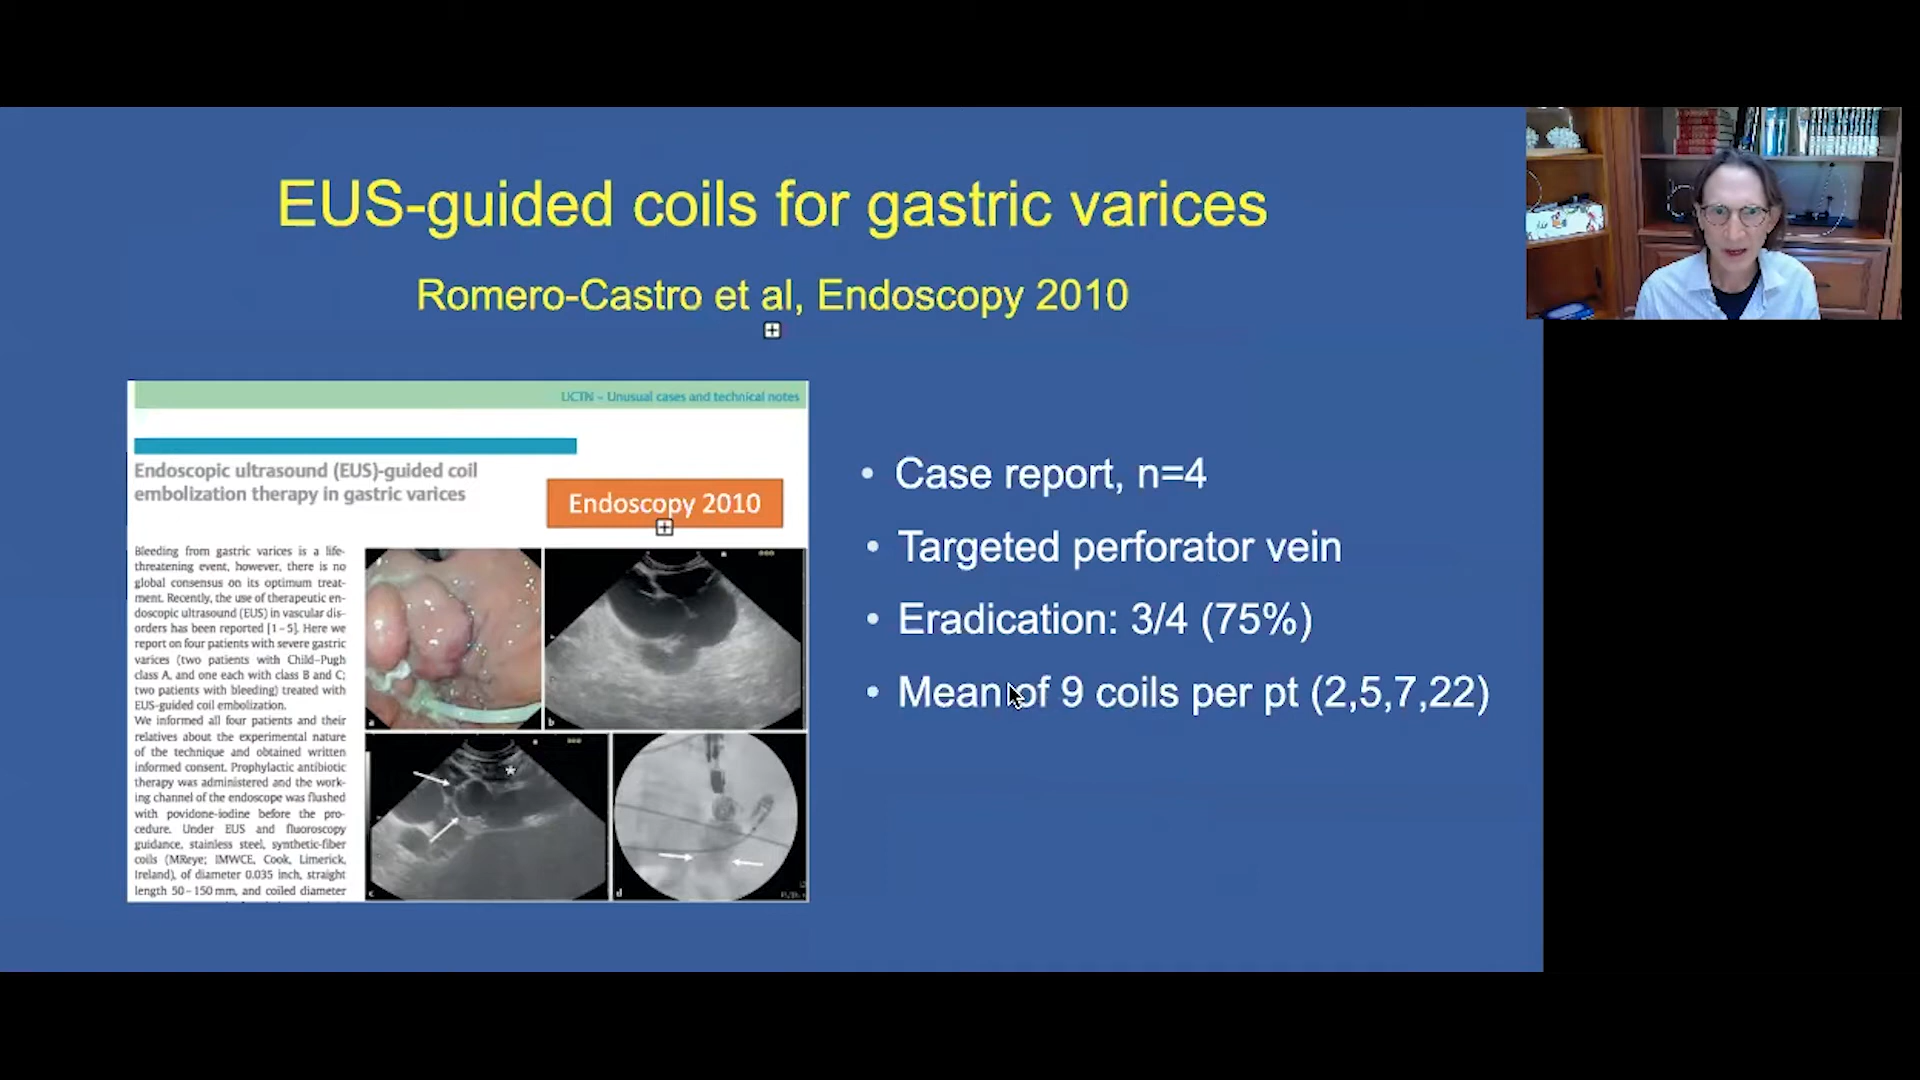 EUS-guided coils for gastric varices
Romero-Castro et al, Endoscopy 2010
UCTN – Unusual cases and technical notes
Endoscopic ultrasound (EUS)-guided coil
embolization therapy in gastric varices
Endoscopy 2010
Bleeding from gastric varices is a life-
threatening event, however, there is no
global consensus on its optimum treat-
ment. Recently, the use of therapeutic en-
doscopic ultrasound (EUS) in vascular dis-
orders has been reported [1–5]. Here we
report on four patients with severe gastric
varices (two patients with Child–Pugh
class A, and one each with class B and C;
two patients with bleeding) treated with
EUS-guided coil embolization.
We informed all four patients and their
relatives about the experimental nature
of the technique and obtained written
informed consent. Prophylactic antibiotic
therapy was administered and the work-
ing channel of the endoscope was flushed
with povidone-iodine before the pro-
cedure. Under EUS and fluoroscopy
guidance, stainless steel, synthetic-fiber
coils (MReye; IMWCE, Cook, Limerick,
Ireland), of diameter 0.035 inch, straight
length 50–150 mm, and coiled diameter
a
b
c
d
• Case report, n=4
• Targeted perforator vein
• Eradication: 3/4 (75%)
• Mean of 9 coils per pt (2,5,7,22)